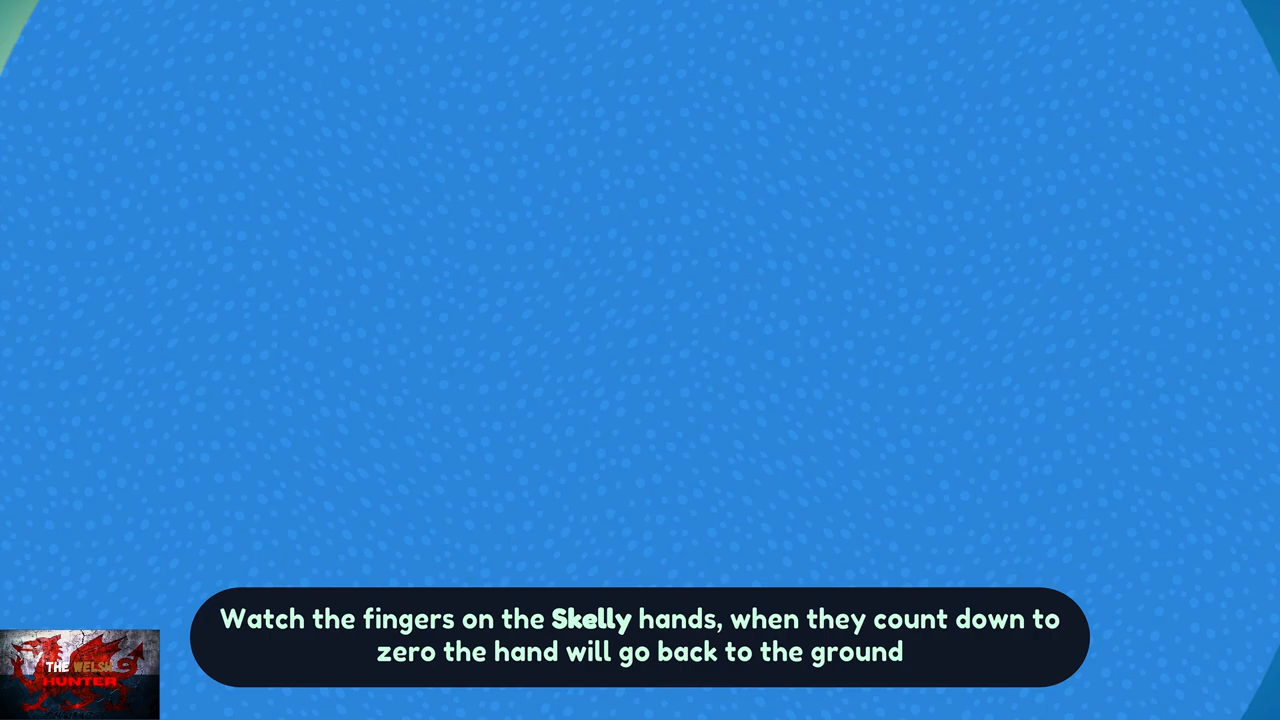 Watch the fingers on the Skelly hands, when they count down to
zero the hand will go back to the ground
THE WELSH
HUNTER